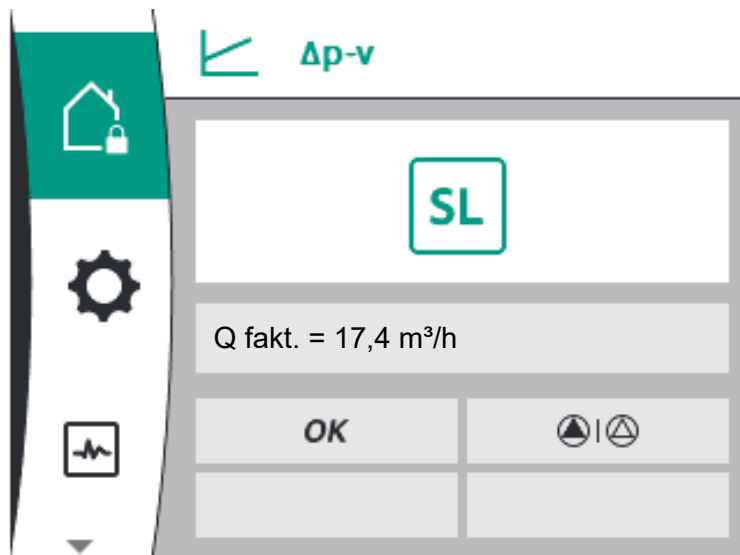 Δp-v
SL
Q fakt. = 17,4 m³/h
OK